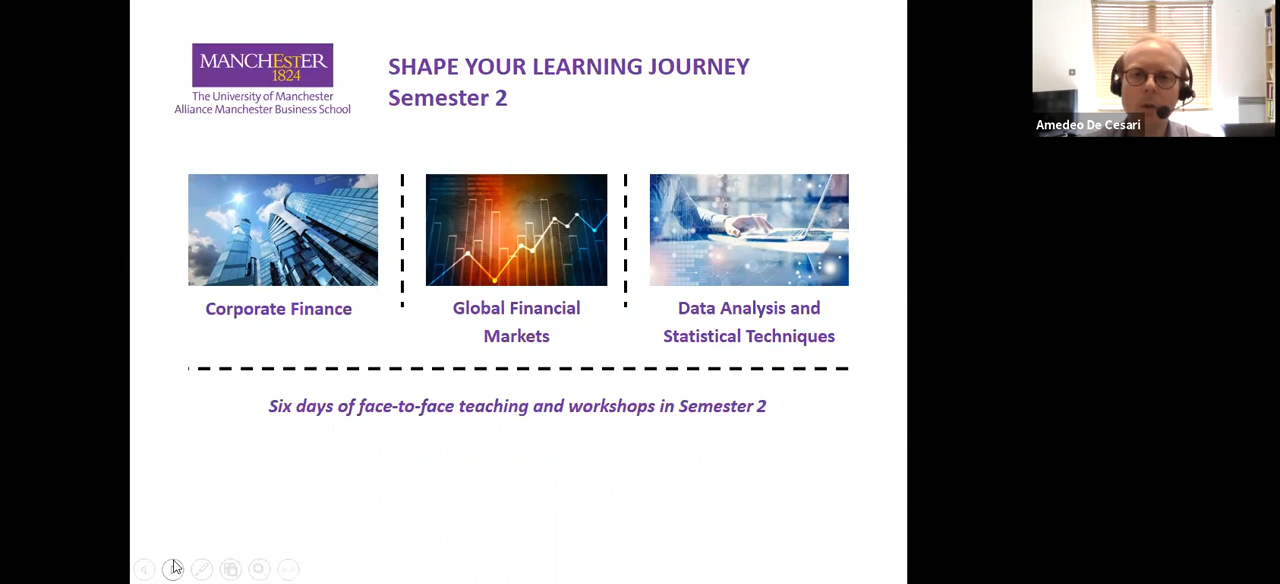 MANCHESTER
1824
The University of Manchester
Alliance Manchester Business School
SHAPE YOUR LEARNING JOURNEY
Semester 2
Amedeo De Cesari
Corporate Finance
Global Financial
Markets
Data Analysis and
Statistical Techniques
Six days of face-to-face teaching and workshops in Semester 2